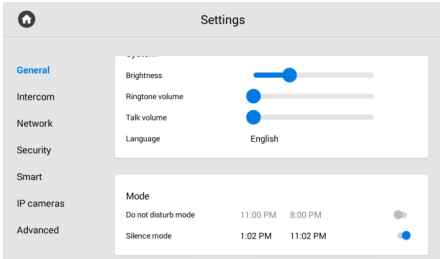 Settings
General
Intercom
Network
Security
Smart
IP cameras
Advanced
Brightness
Ringtone volume
Talk volume
Language English
Mode
Do not disturb mode 11:00 PM 8:00 PM
Silence mode 1:02 PM 11:02 PM